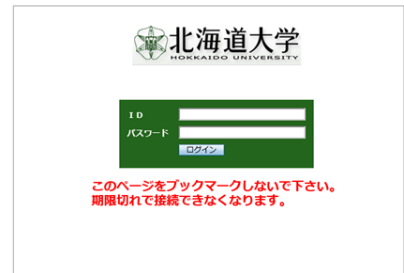 北海道大学
HOKKAIDO UNIVERSITY
ID
パスワード
ログイン
このページをブックマークしないで下さい。
期限切れで接続できなくなります。